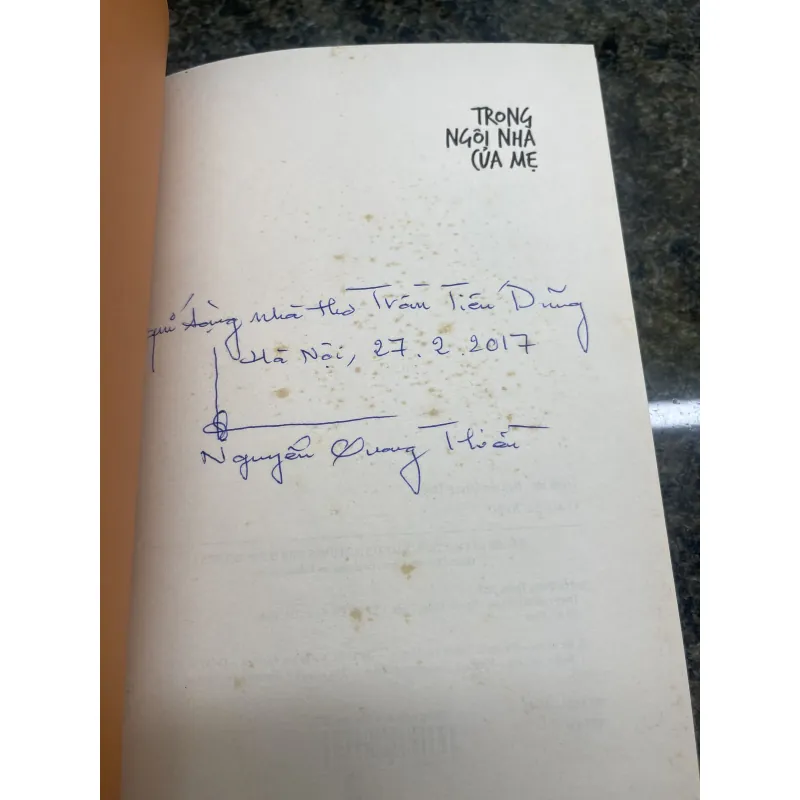 TRONG
NGÔI NHÀ
CỦA MẸ
quí tặng nhà thơ Trần Tiến Dũng
Hà Nội, 27.2.2017
Nguyễn Quang Thiều